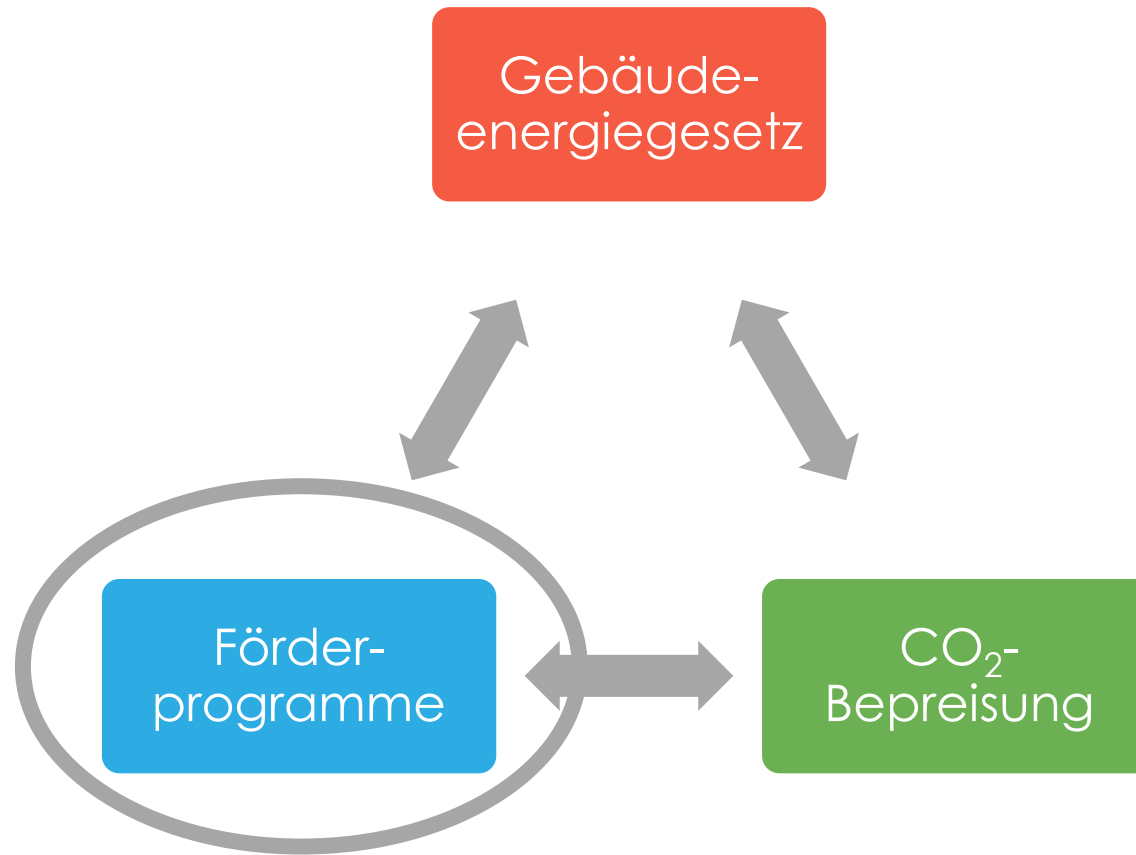 Gebäude-
energiegesetz
Förder-
programme
CO₂-
Bepreisung